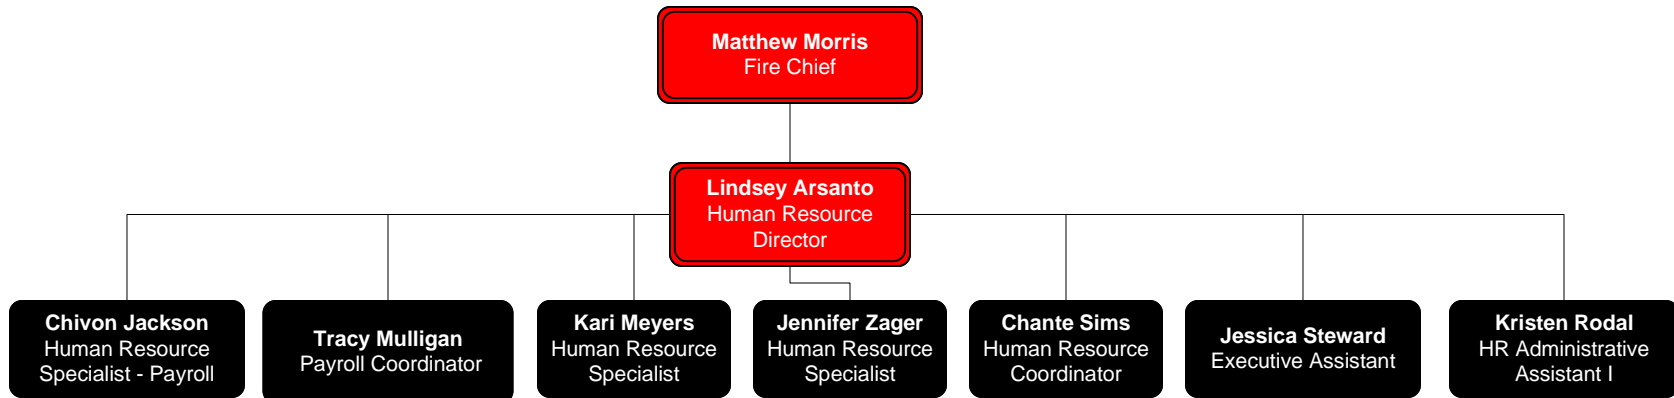 Matthew Morris
Fire Chief
Lindsey Arsanto
Human Resource
Director
Chivon Jackson
Human Resource
Specialist - Payroll
Tracy Mulligan
Payroll Coordinator
Kari Meyers
Human Resource
Specialist
Jennifer Zager
Human Resource
Specialist
Chante Sims
Human Resource
Coordinator
Jessica Steward
Executive Assistant
Kristen Rodal
HR Administrative
Assistant I